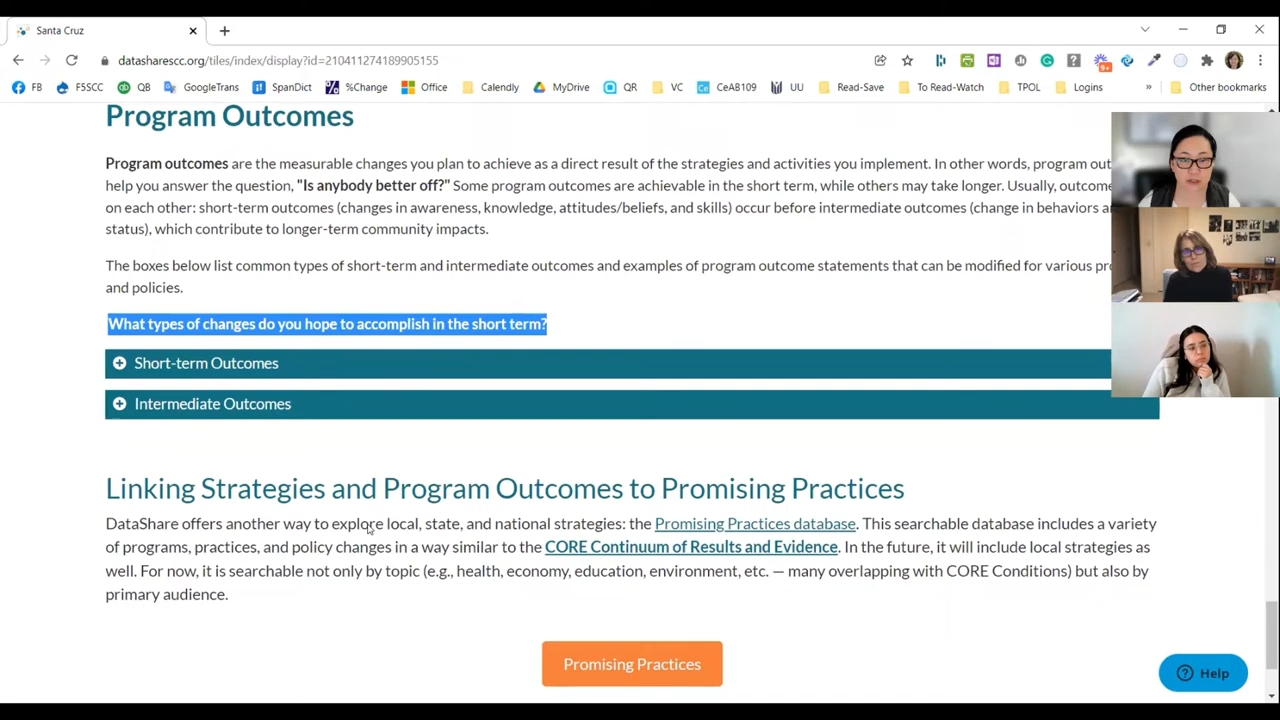 Santa Cruz
datasharescc.org/tiles/index/display?id=210411274189905155
FB
F5SCC
QB
GoogleTrans
SpanDict
%Change
Office
Calendly
MyDrive
QR
VC
CeAB109
UU
Read-Save
To Read-Watch
TPOL
Logins
»
Other bookmarks
9+
Program Outcomes
Program outcomes are the measurable changes you plan to achieve as a direct result of the strategies and activities you implement. In other words, program
help you answer the question, "Is anybody better off?" Some program outcomes are achievable in the short term, while others may take longer. Usually,
on each other: short-term outcomes (changes in awareness, knowledge, attitudes/beliefs, and skills) occur before intermediate outcomes (change in behaviors
status), which contribute to longer-term community impacts.
The boxes below list common types of short-term and intermediate outcomes and examples of program outcome statements that can be modified for various
and policies.
What types of changes do you hope to accomplish in the short term?
Short-term Outcomes
Intermediate Outcomes
Linking Strategies and Program Outcomes to Promising Practices
DataShare offers another way to explore local, state, and national strategies: the Promising Practices database. This searchable database includes a variety
of programs, practices, and policy changes in a way similar to the CORE Continuum of Results and Evidence. In the future, it will include local strategies as
well. For now, it is searchable not only by topic (e.g., health, economy, education, environment, etc. — many overlapping with CORE Conditions) but also by
primary audience.
Promising Practices
Help